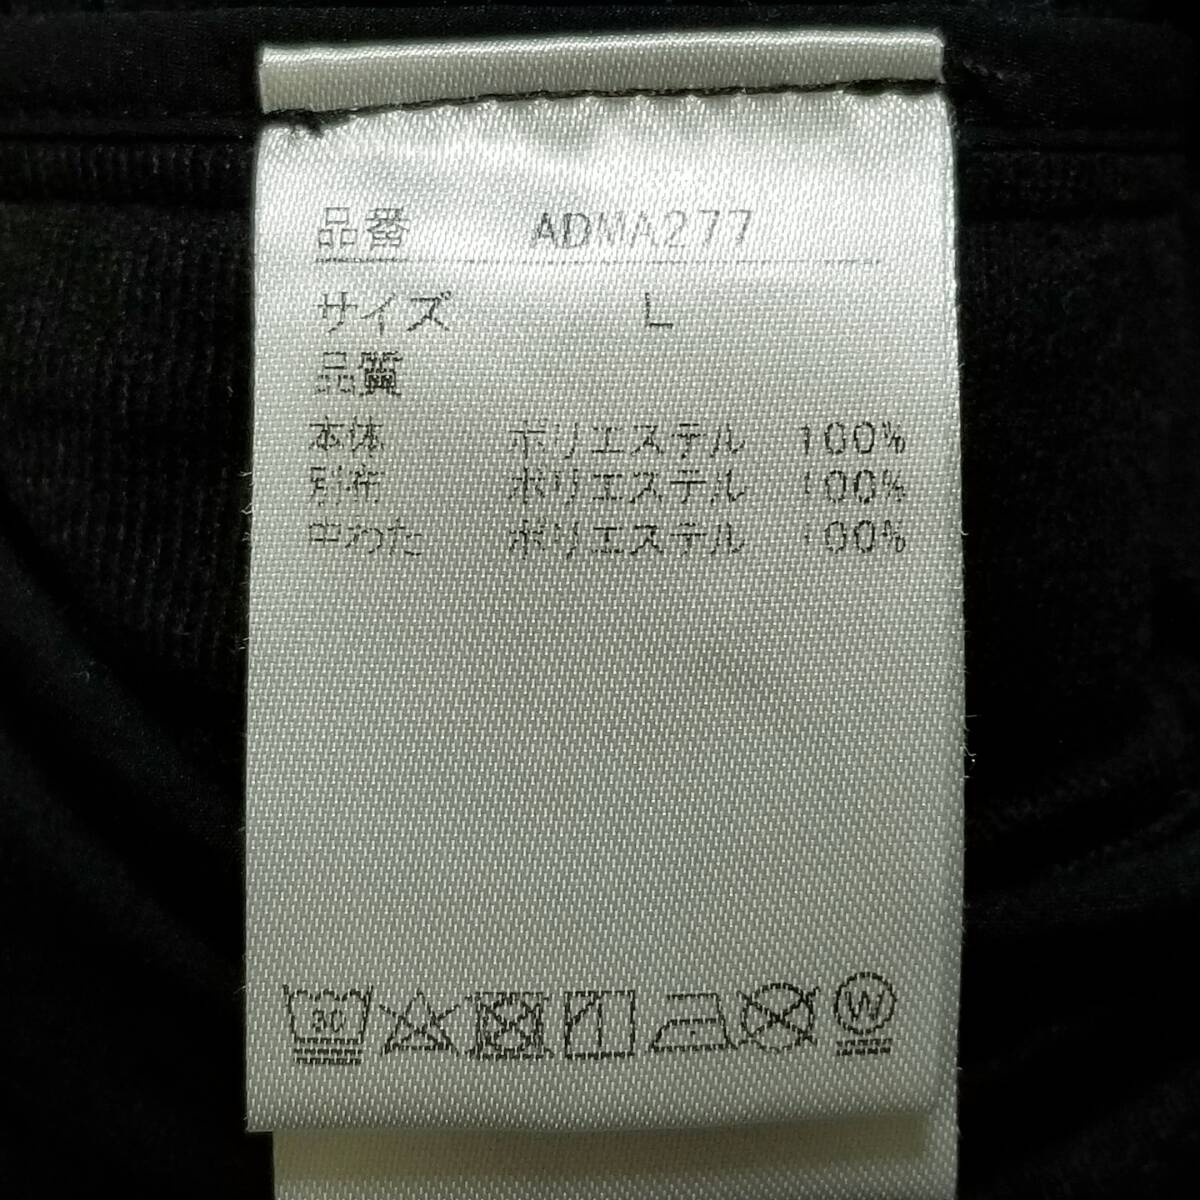 品番 ADMA277
サイズ L
品質
本体 ポリエステル 100%
別布 ポリエステル 100%
中わた ポリエステル 100%
30 W